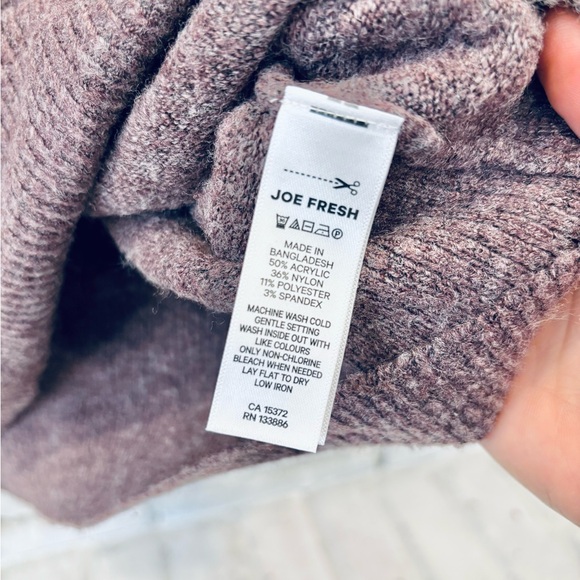 JOE FRESH
MADE IN
BANGLADESH
50% ACRYLIC
36% NYLON
11% POLYESTER
3% SPANDEX
MACHINE WASH COLD
GENTLE SETTING
WASH INSIDE OUT WITH
LIKE COLOURS
ONLY NON-CHLORINE
BLEACH WHEN NEEDED
LAY FLAT TO DRY
LOW IRON
CA 15372
RN 133886